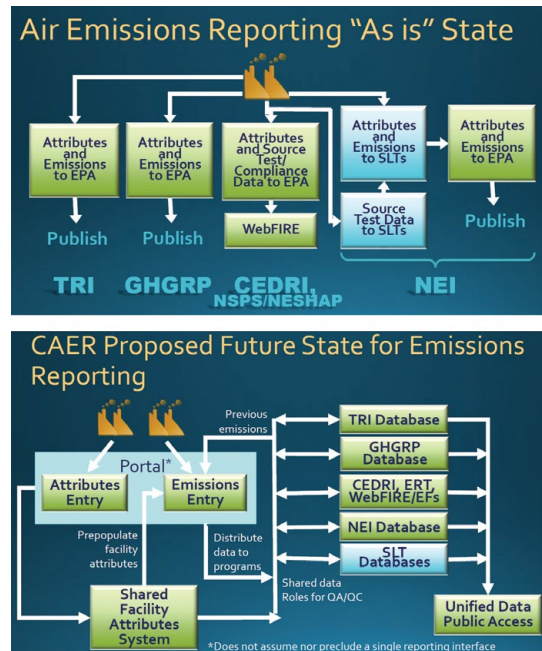 Air Emissions Reporting “As is” State
Attributes
and
Emissions
to EPA
Attributes
and
Emissions
to EPA
Attributes
and Source
Test/
Compliance
Data to EPA
Attributes
and
Emissions
to SLTs
Attributes
and
Emissions
to EPA
Publish
Publish
WebFIRE
Source
Test Data
to SLTs
Publish
TRI
GHGRP
CEDRI,
NSPS/NESHAP
NEI
CAER Proposed Future State for Emissions
Reporting
Previous
emissions
Portal*
Attributes
Entry
Emissions
Entry
Prepopulate
facility
attributes
Distribute
data to
programs
Shared
Facility
Attributes
System
TRI Database
GHGRP
Database
CEDRI, ERT,
WebFIRE/EFs
NEI Database
SLT
Databases
Shared data
Roles for QA/QC
Unified Data
Public Access
*Does not assume nor preclude a single reporting interface